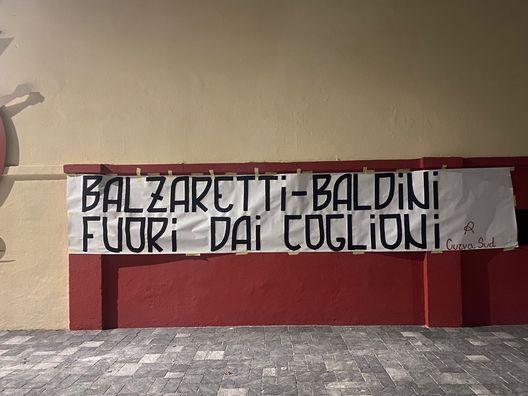 BALZARETTi-BALDiNi
FUORi DAi COGLiONi
Curva Sud